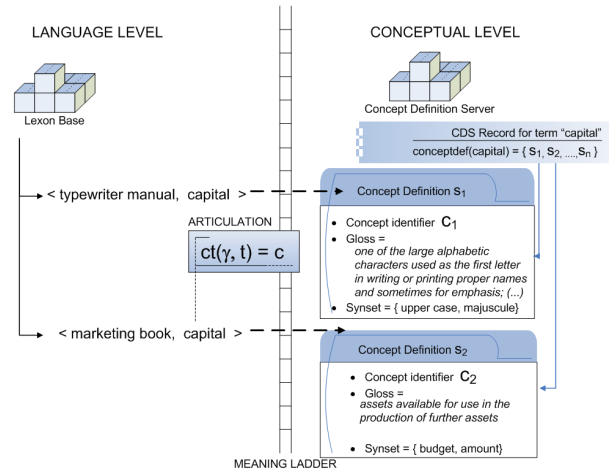 LANGUAGE LEVEL
CONCEPTUAL LEVEL
Lexon Base
Concept Definition Server
CDS Record for term “capital”
conceptdef(capital) = { S1, S2, ....,Sn }
< typewriter manual, capital >
Concept Definition S1
• Concept identifier C1
• Gloss =
one of the large alphabetic
characters used as the first letter
in writing or printing proper names
and sometimes for emphasis; (...)
• Synset = { upper case, majuscule}
ARTICULATION
ct(γ, t) = c
< marketing book, capital >
Concept Definition S2
• Concept identifier C2
• Gloss =
assets available for use in the
production of further assets
• Synset = { budget, amount}
MEANING LADDER